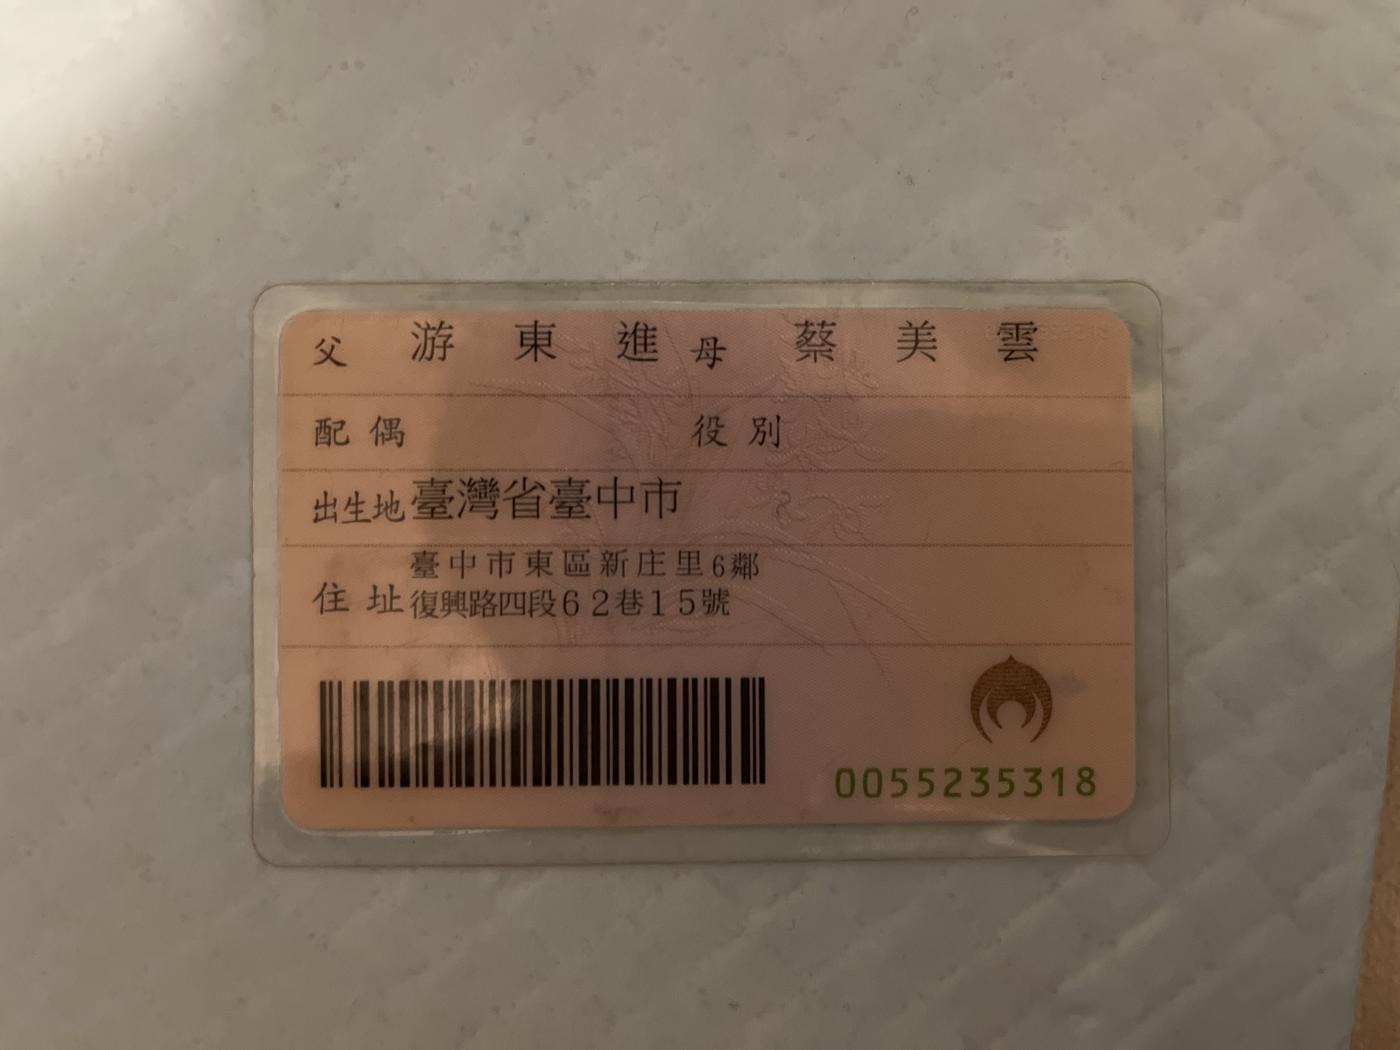 父 游東進 母 蔡美雲
配偶 役別
出生地 臺灣省臺中市
住址 臺中市東區新庄里6鄰
復興路四段62巷15號
0055235318